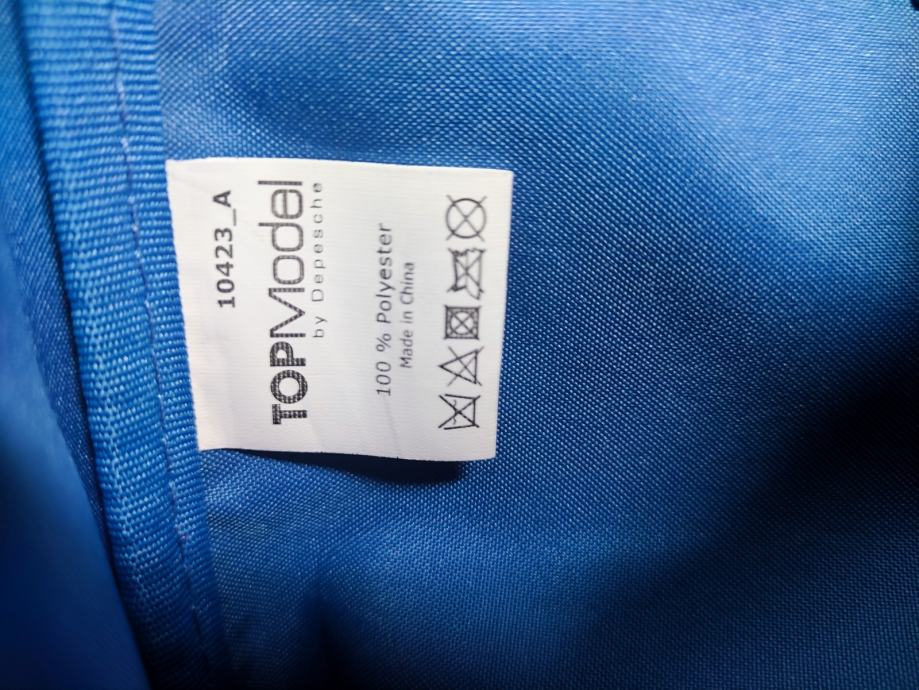 10423_A
TOPModel
by Depesche
100 % Polyester
Made in China